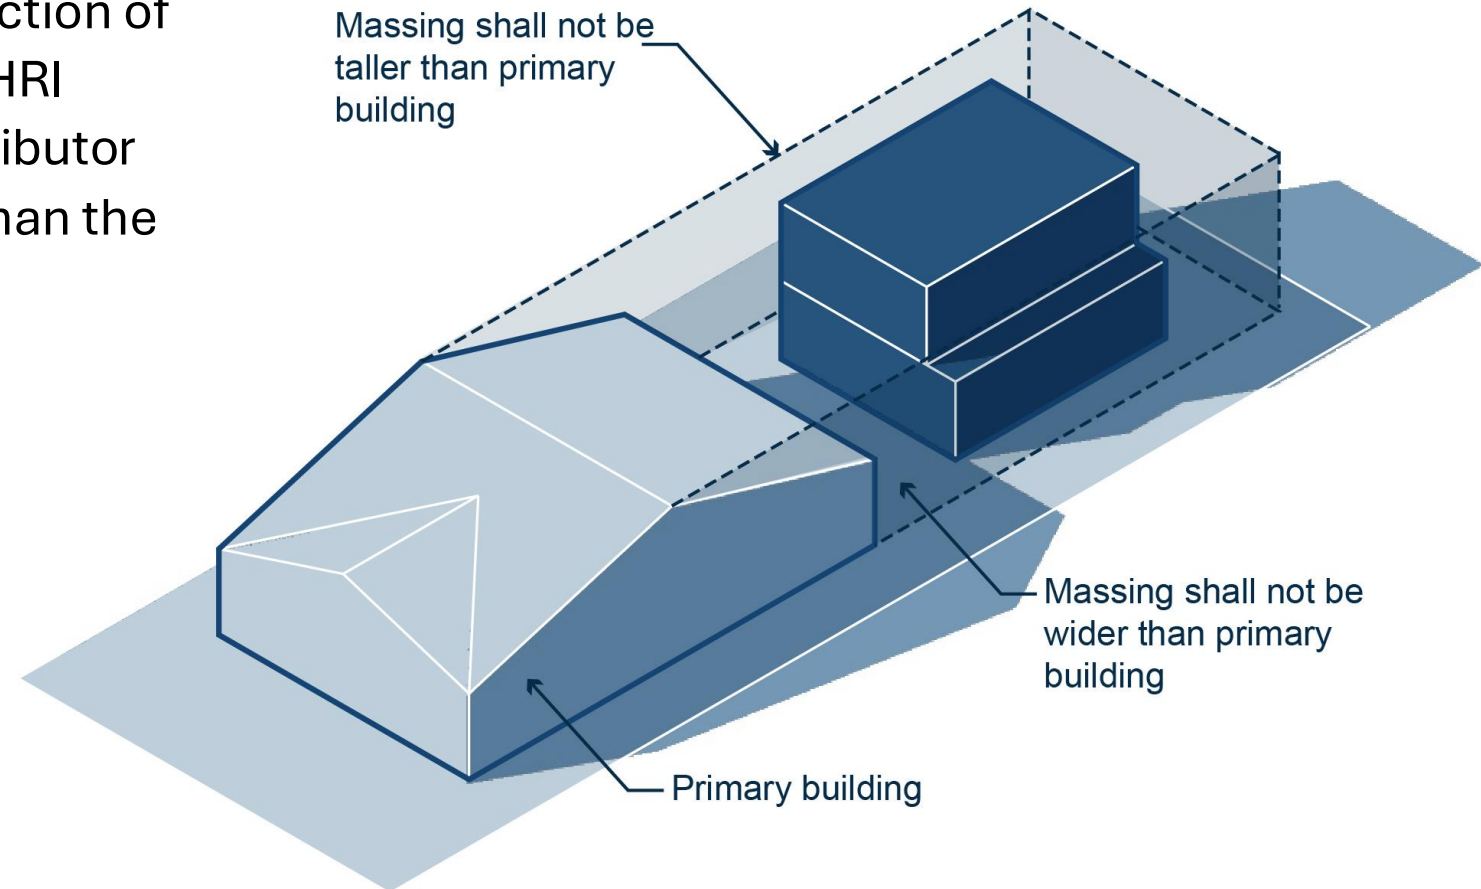 ction of
HRI
ibutor
han the
Massing shall not be
taller than primary
building
Massing shall not be
wider than primary
building
Primary building